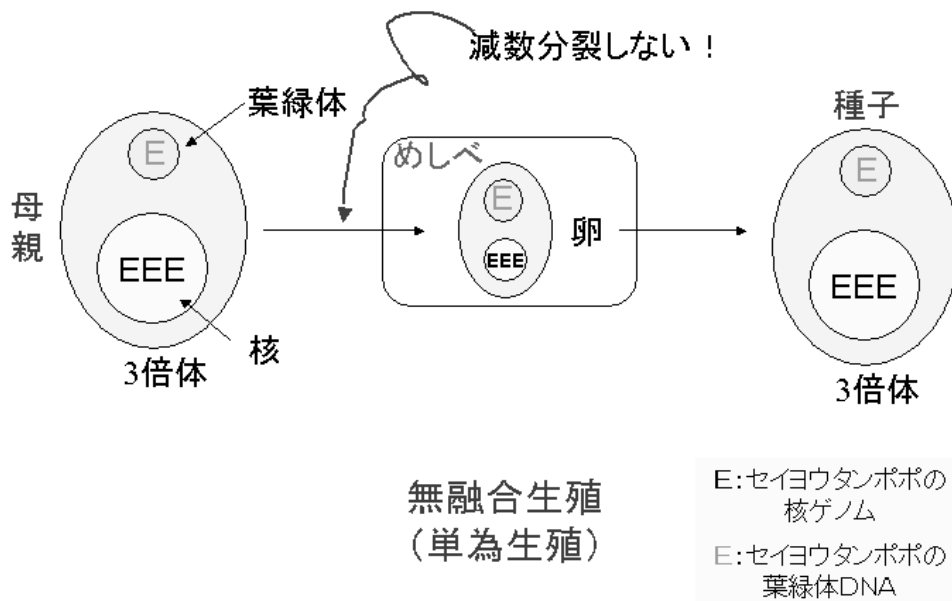 減数分裂しない！
葉緑体
種子
めしべ
E
E
E
母親
卵
EEE
EEE
EEE
核
3倍体
3倍体
無融合生殖
（単為生殖）
E:セイヨウタンポポの
核ゲノム
E:セイヨウタンポポの
葉緑体DNA